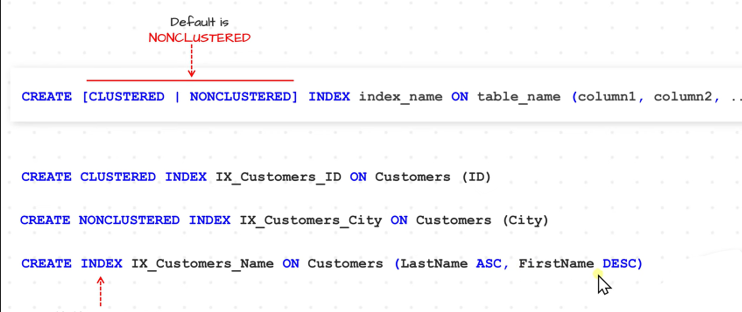 Default is
NONCLUSTERED
CREATE [CLUSTERED | NONCLUSTERED] INDEX index_name ON table_name (column1, column2, ..
CREATE CLUSTERED INDEX IX_Customers_ID ON Customers (ID)
CREATE NONCLUSTERED INDEX IX_Customers_City ON Customers (City)
CREATE INDEX IX_Customers_Name ON Customers (LastName ASC, FirstName DESC)